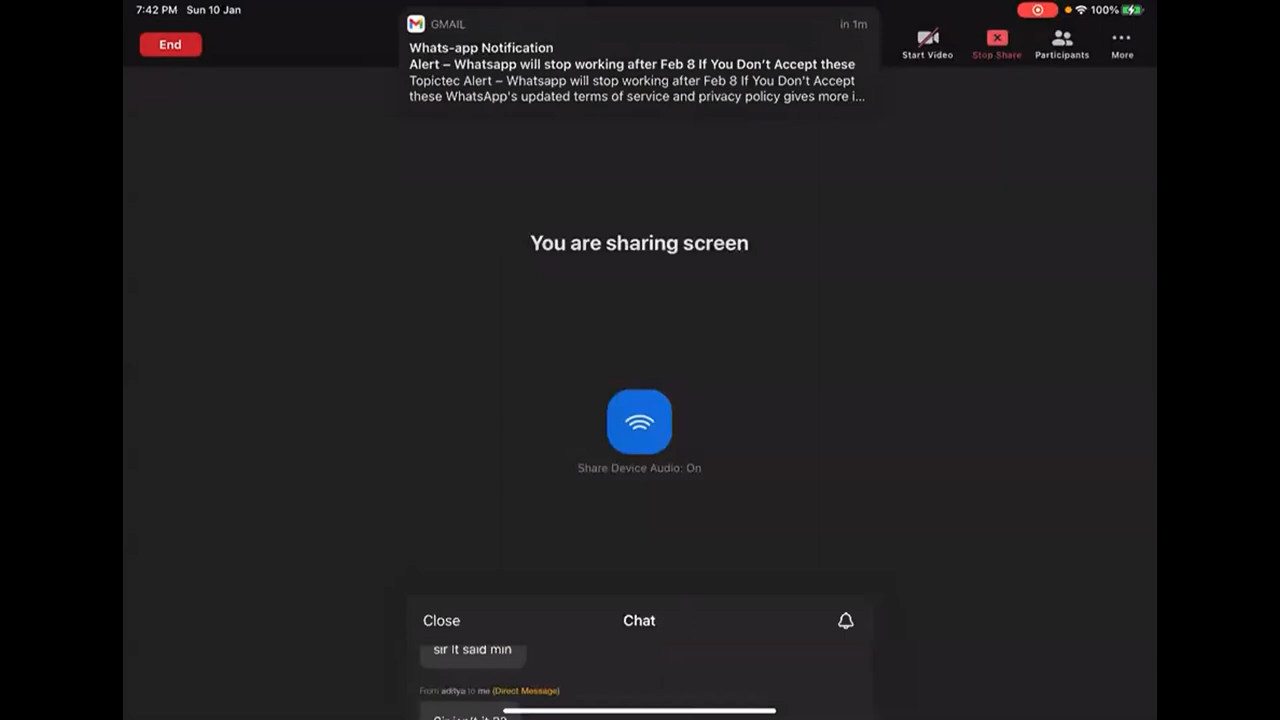 7:42 PM Sun 10 Jan
100%
End
GMAIL
in 1m
Whats-app Notification
Alert – Whatsapp will stop working after Feb 8 If You Don’t Accept these
Topictec Alert – Whatsapp will stop working after Feb 8 If You Don't Accept
these WhatsApp's updated terms of service and privacy policy gives more i...
Start Video
Stop Share
Participants
More
You are sharing screen
Share Device Audio: On
Close
Chat
sir It said min
From aditya to me (Direct Message)